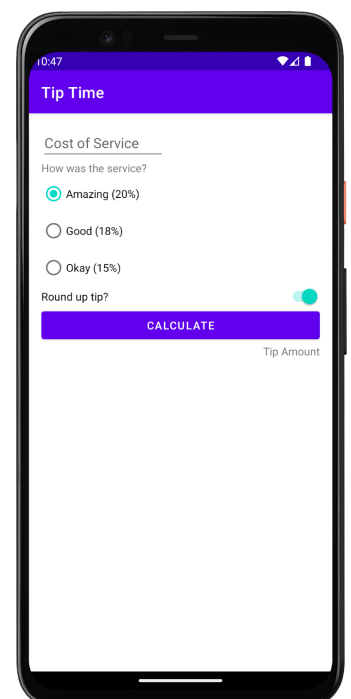 10:47
Tip Time
Cost of Service
How was the service?
Amazing (20%)
Good (18%)
Okay (15%)
Round up tip?
CALCULATE
Tip Amount